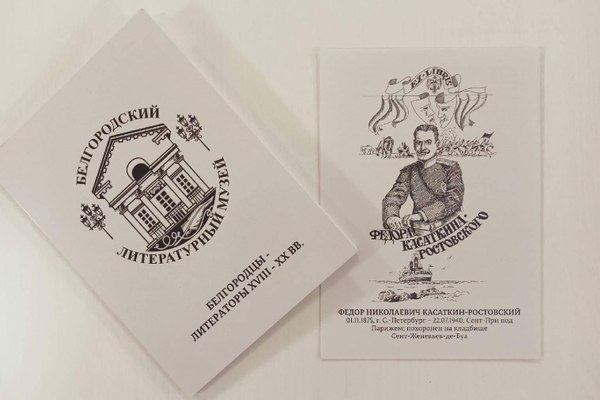 БЕЛГОРОДСКИЙ
ЛИТЕРАТУРНЫЙ МУЗЕЙ
БЕЛГОРОДЦЫ -
ЛИТЕРАТОРЫ XVIII - XX ВВ.
EX-LIBRIS
ФЕДОРА
КАСАТКИНА-
РОСТОВСКОГО
ФЕДОР НИКОЛАЕВИЧ КАСАТКИН-РОСТОВСКИЙ
01.11.1875, г. С.-Петербург – 22.07.1940, Сент-При под
Парижем; похоронен на кладбище
Сент-Женевьев-де-Буа